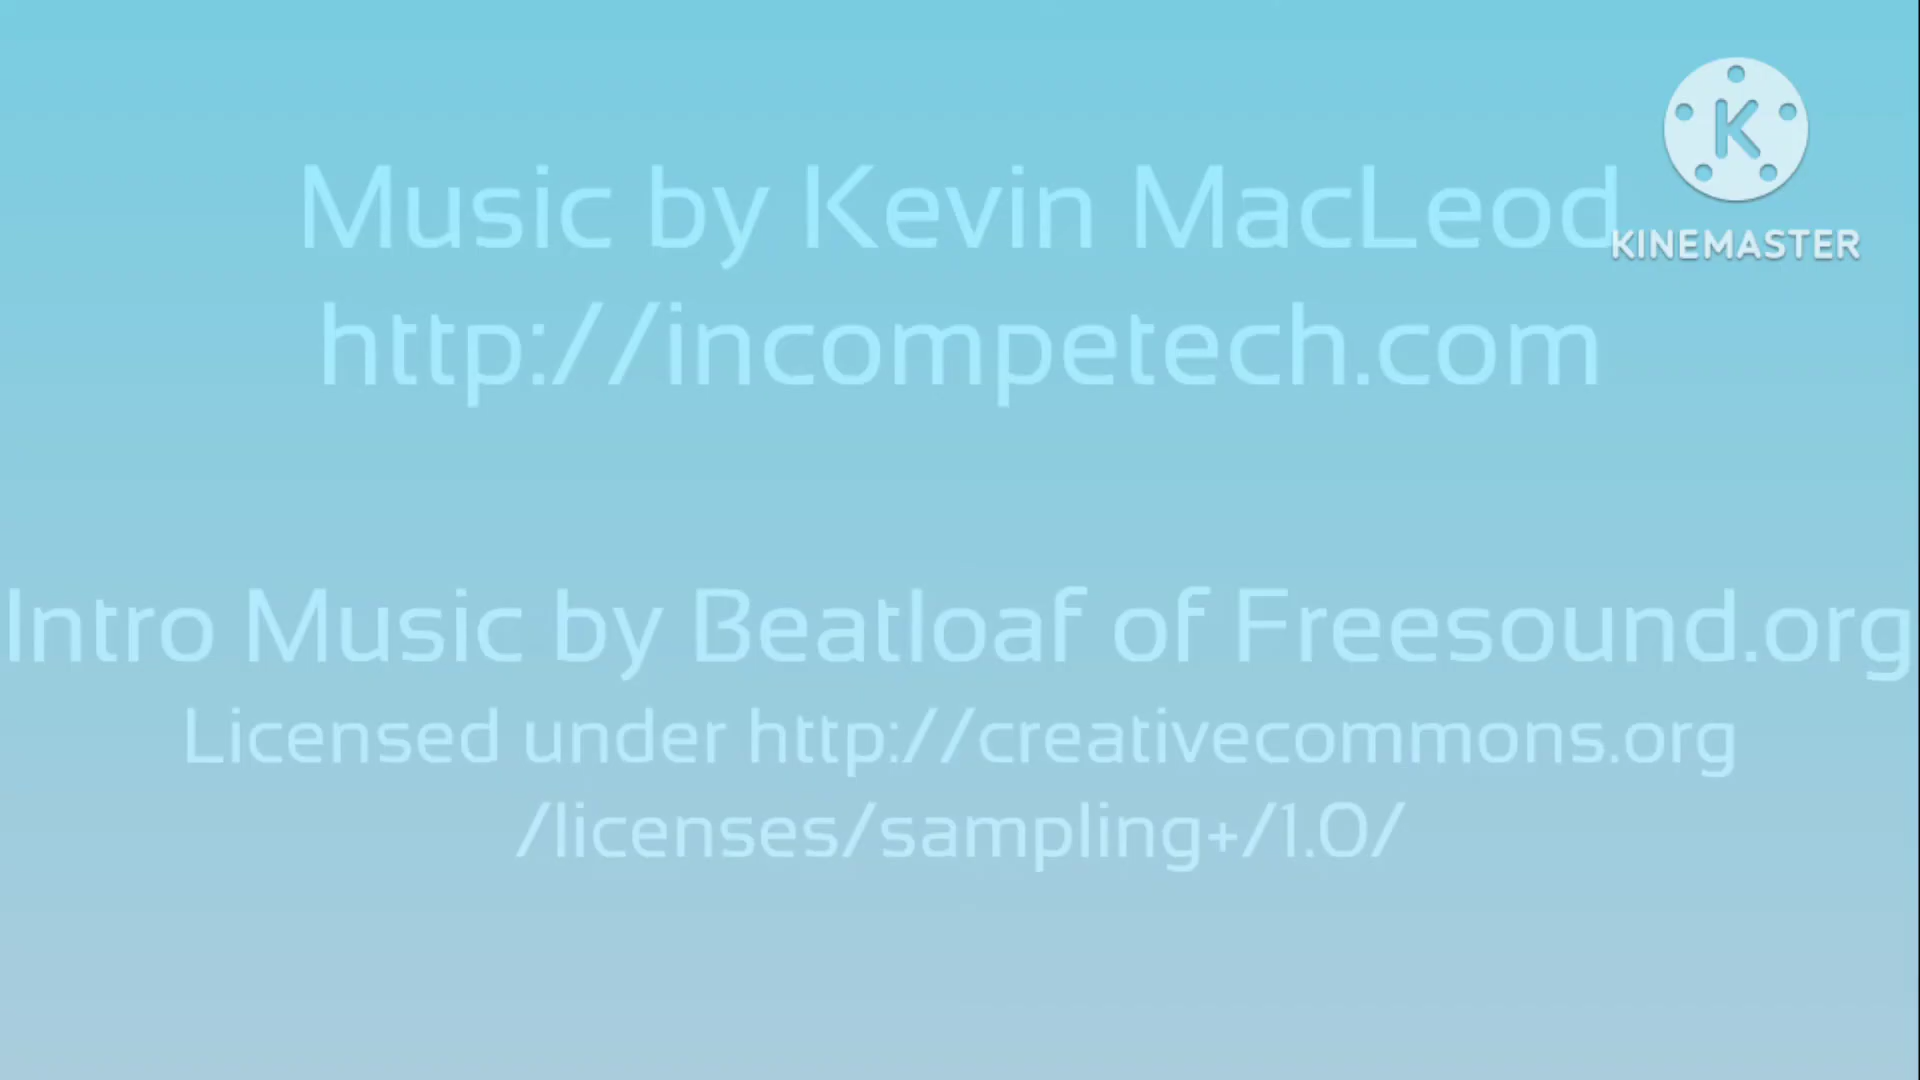 Music by Kevin MacLeod
http://incompetech.com
K
KINEMASTER
Intro Music by Beatloaf of Freesound.org
Licensed under http://creativecommons.org
/licenses/sampling+/1.0/